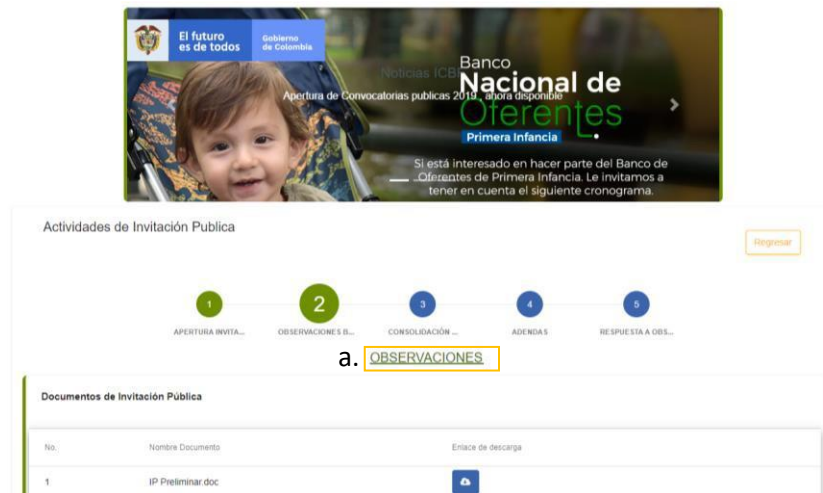 El futuro
es de todos
Gobierno
de Colombia
Banco
Noticias ICBF
Nacional de
Apertura de Convocatorias publicas 2019 , ahora disponible
Oferentes
Primera Infancia
Si está interesado en hacer parte del Banco de
Oferentes de Primera Infancia. Le invitamos a
tener en cuenta el siguiente cronograma.
Actividades de Invitación Publica
Regresar
1
2
3
4
5
APERTURA INVITA...
OBSERVACIONES B...
CONSOLIDACIÓN ...
ADENDAS
RESPUESTA A OBS...
a. OBSERVACIONES
Documentos de Invitación Pública
No. Nombre Documento Enlace de descarga
1 IP Preliminar.doc